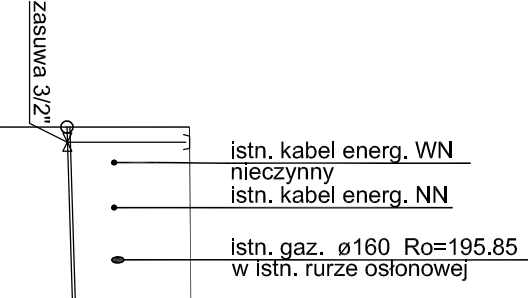 zasuwa 3/2"
istn. kabel energ. WN
nieczynny
istn. kabel energ. NN
istn. gaz. ø160 Ro=195.85
w istn. rurze osłonowej